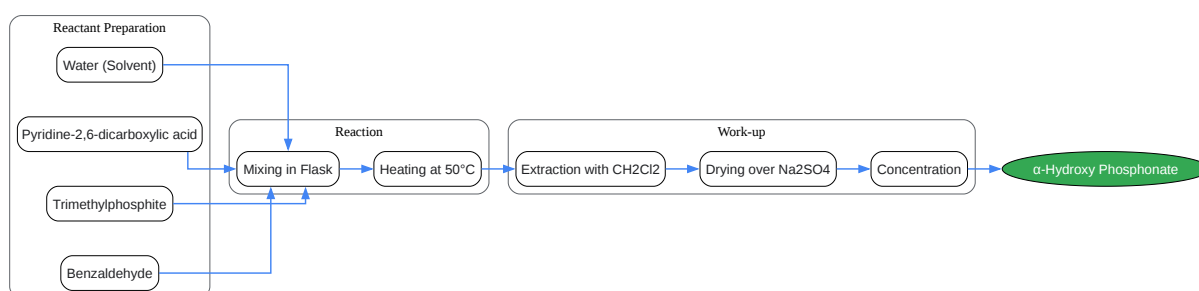 Reactant Preparation
Water (Solvent)
Pyridine-2,6-dicarboxylic acid
Trimethylphosphite
Benzaldehyde
Reaction
Mixing in Flask
Heating at 50°C
Work-up
Extraction with CH2Cl2
Drying over Na2SO4
Concentration
α-Hydroxy Phosphonate